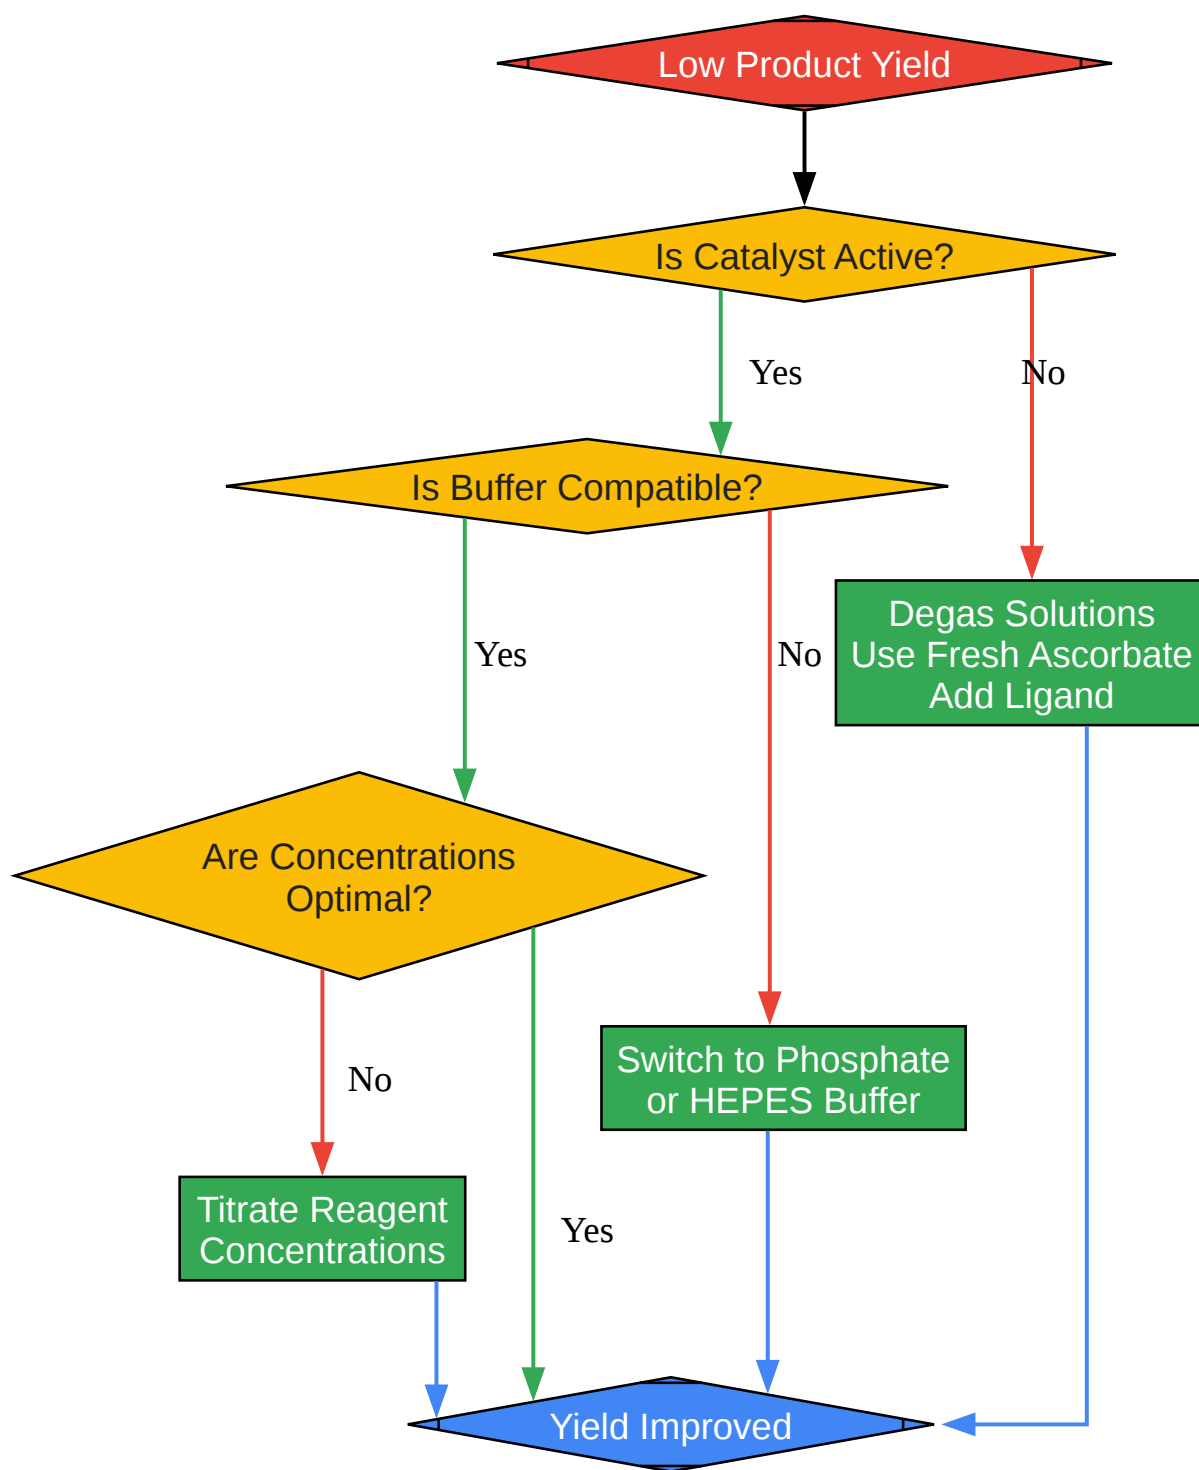 Low Product Yield
Is Catalyst Active?
Yes
No
Is Buffer Compatible?
Degas Solutions
Use Fresh Ascorbate
Add Ligand
Yes
No
Are Concentrations
Optimal?
Switch to Phosphate
or HEPES Buffer
No
Titrate Reagent
Concentrations
Yes
Yield Improved